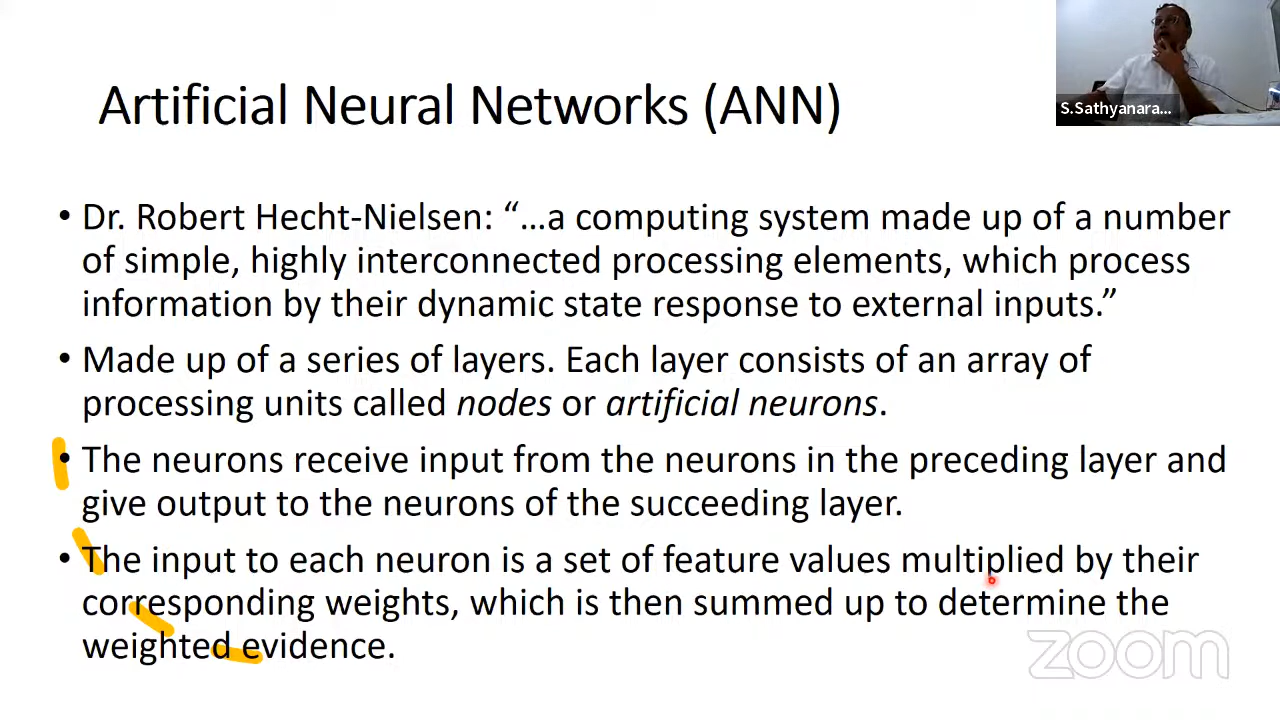 S.Sathyanara...
Artificial Neural Networks (ANN)
• Dr. Robert Hecht-Nielsen: “…a computing system made up of a number
of simple, highly interconnected processing elements, which process
information by their dynamic state response to external inputs.”
• Made up of a series of layers. Each layer consists of an array of
processing units called nodes or artificial neurons.
• The neurons receive input from the neurons in the preceding layer and
give output to the neurons of the succeeding layer.
• The input to each neuron is a set of feature values multiplied by their
corresponding weights, which is then summed up to determine the
weighted evidence.
zoom